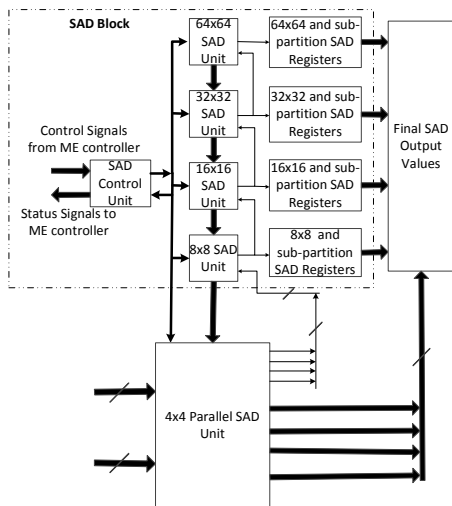 SAD Block
64x64
SAD
Unit
64x64 and sub-
partition SAD
Registers
32x32
SAD
Unit
32x32 and sub-
partition SAD
Registers
Final SAD
Output
Values
Control Signals
from ME controller
SAD
Control
Unit
Status Signals to
ME controller
16x16
SAD
Unit
16x16 and sub-
partition SAD
Registers
8x8 SAD
Unit
8x8 and
sub-partition
SAD Registers
4x4 Parallel SAD
Unit